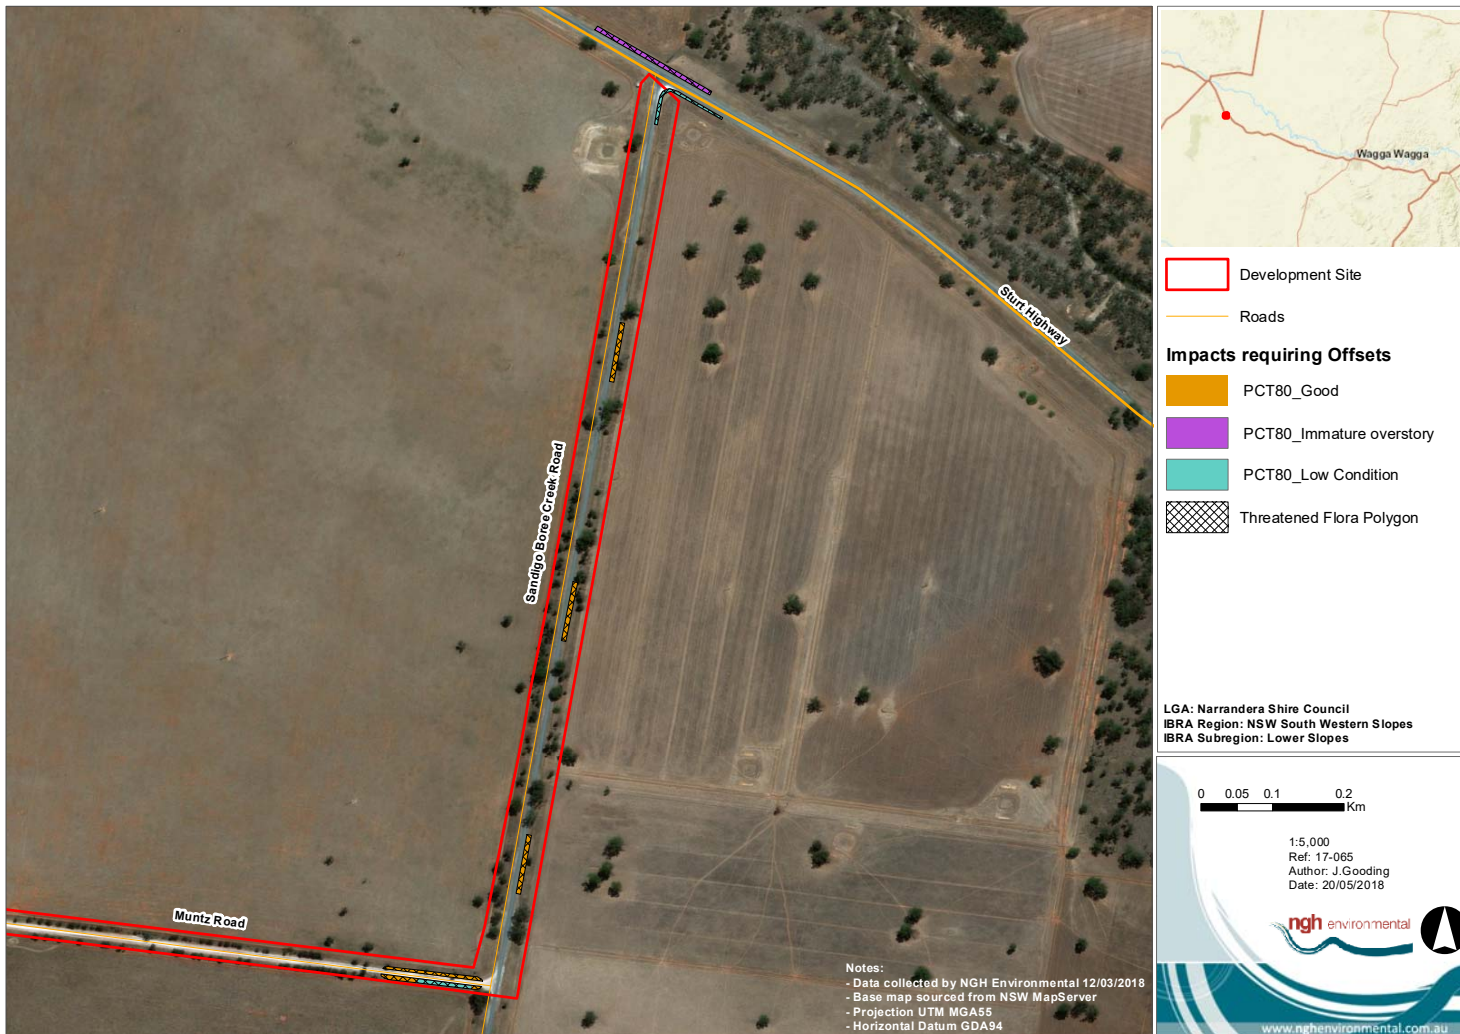 Sturt Highway
Sandigo Boree Creek Road
Muntz Road
Notes:
- Data collected by NGH Environmental 12/03/2018
- Base map sourced from NSW MapServer
- Projection UTM MGA55
- Horizontal Datum GDA94
Wagga Wagga
Development Site
Roads
Impacts requiring Offsets
PCT80_Good
PCT80_Immature overstory
PCT80_Low Condition
Threatened Flora Polygon
LGA: Narrandera Shire Council
IBRA Region: NSW South Western Slopes
IBRA Subregion: Lower Slopes
0 0.05 0.1 0.2
Km
1:5,000
Ref: 17-065
Author: J.Gooding
Date: 20/05/2018
ngh environmental
www.nghenvironmental.com.au